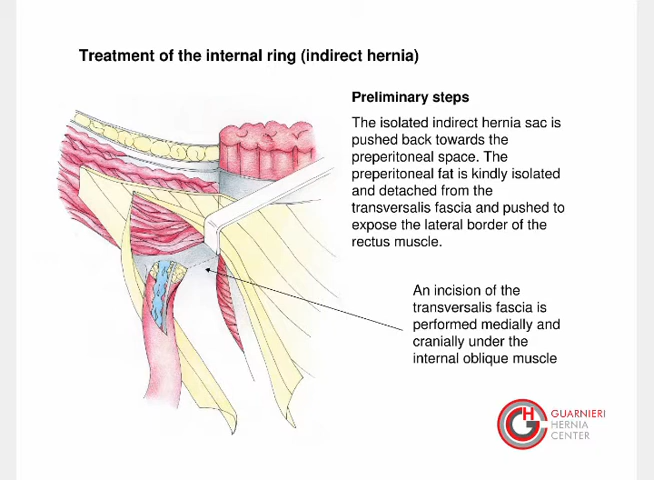 Treatment of the internal ring (indirect hernia)
Preliminary steps
The isolated indirect hernia sac is
pushed back towards the
preperitoneal space. The
preperitoneal fat is kindly isolated
and detached from the
transversalis fascia and pushed to
expose the lateral border of the
rectus muscle.
An incision of the
transversalis fascia is
performed medially and
cranially under the
internal oblique muscle
GHC
GUARNIERI
HERNIA
CENTER